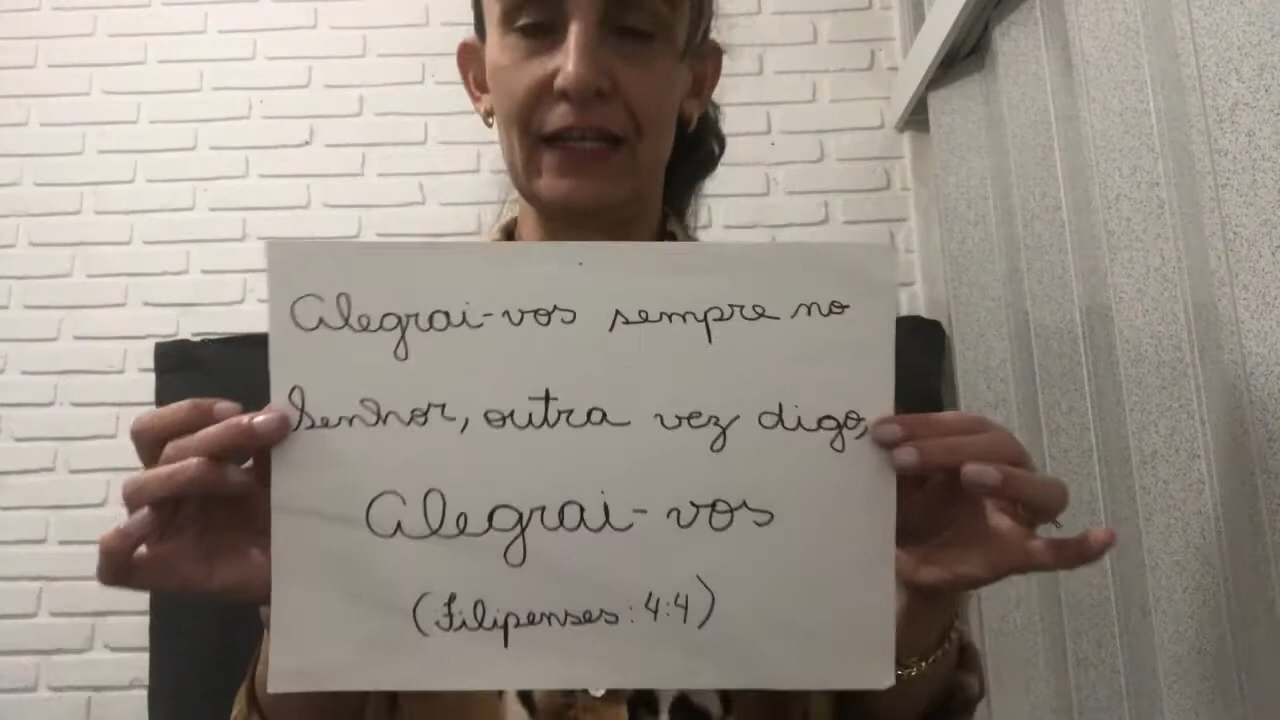 Alegrai-vos sempre no
Senhor, outra vez digo,
Alegrai-vos
(Filipenses: 4:4)